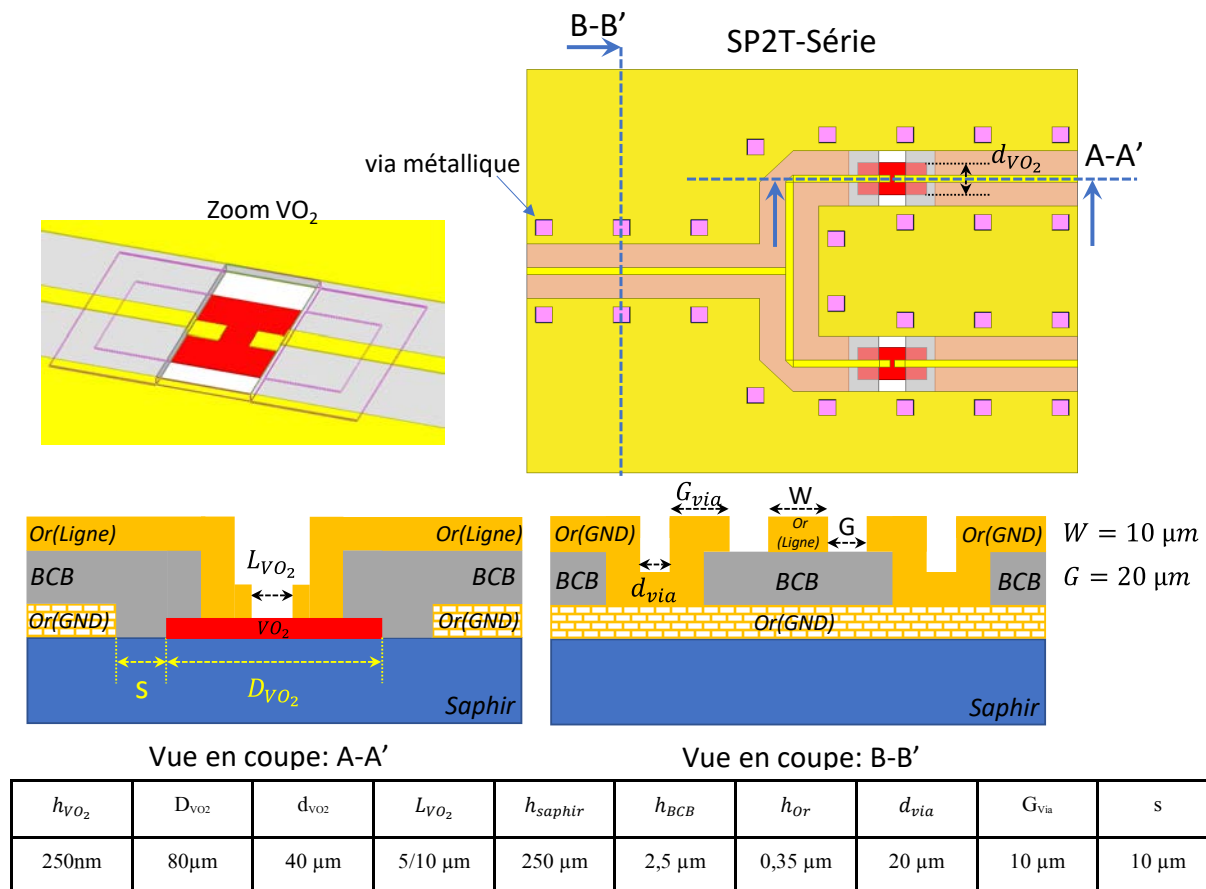 B-B’
SP2T-Série
via métallique
d_VO₂
A-A’
Zoom VO₂
G_via
W
Or(Ligne)
Or(Ligne)
L_VO₂
BCB
BCB
Or(GND)
VO₂
Or(GND)
s
D_VO₂
Saphir
Or(GND)
Or
(Ligne)
G
Or(GND)
W = 10 µm
BCB
d_via
BCB
BCB
G = 20 µm
Or(GND)
Saphir
Vue en coupe: A-A’
Vue en coupe: B-B’
h_VO₂ D_VO2 d_VO2 L_VO₂ h_saphir h_BCB h_Or d_via G_Via s
250nm 80µm 40 µm 5/10 µm 250 µm 2,5 µm 0,35 µm 20 µm 10 µm 10 µm